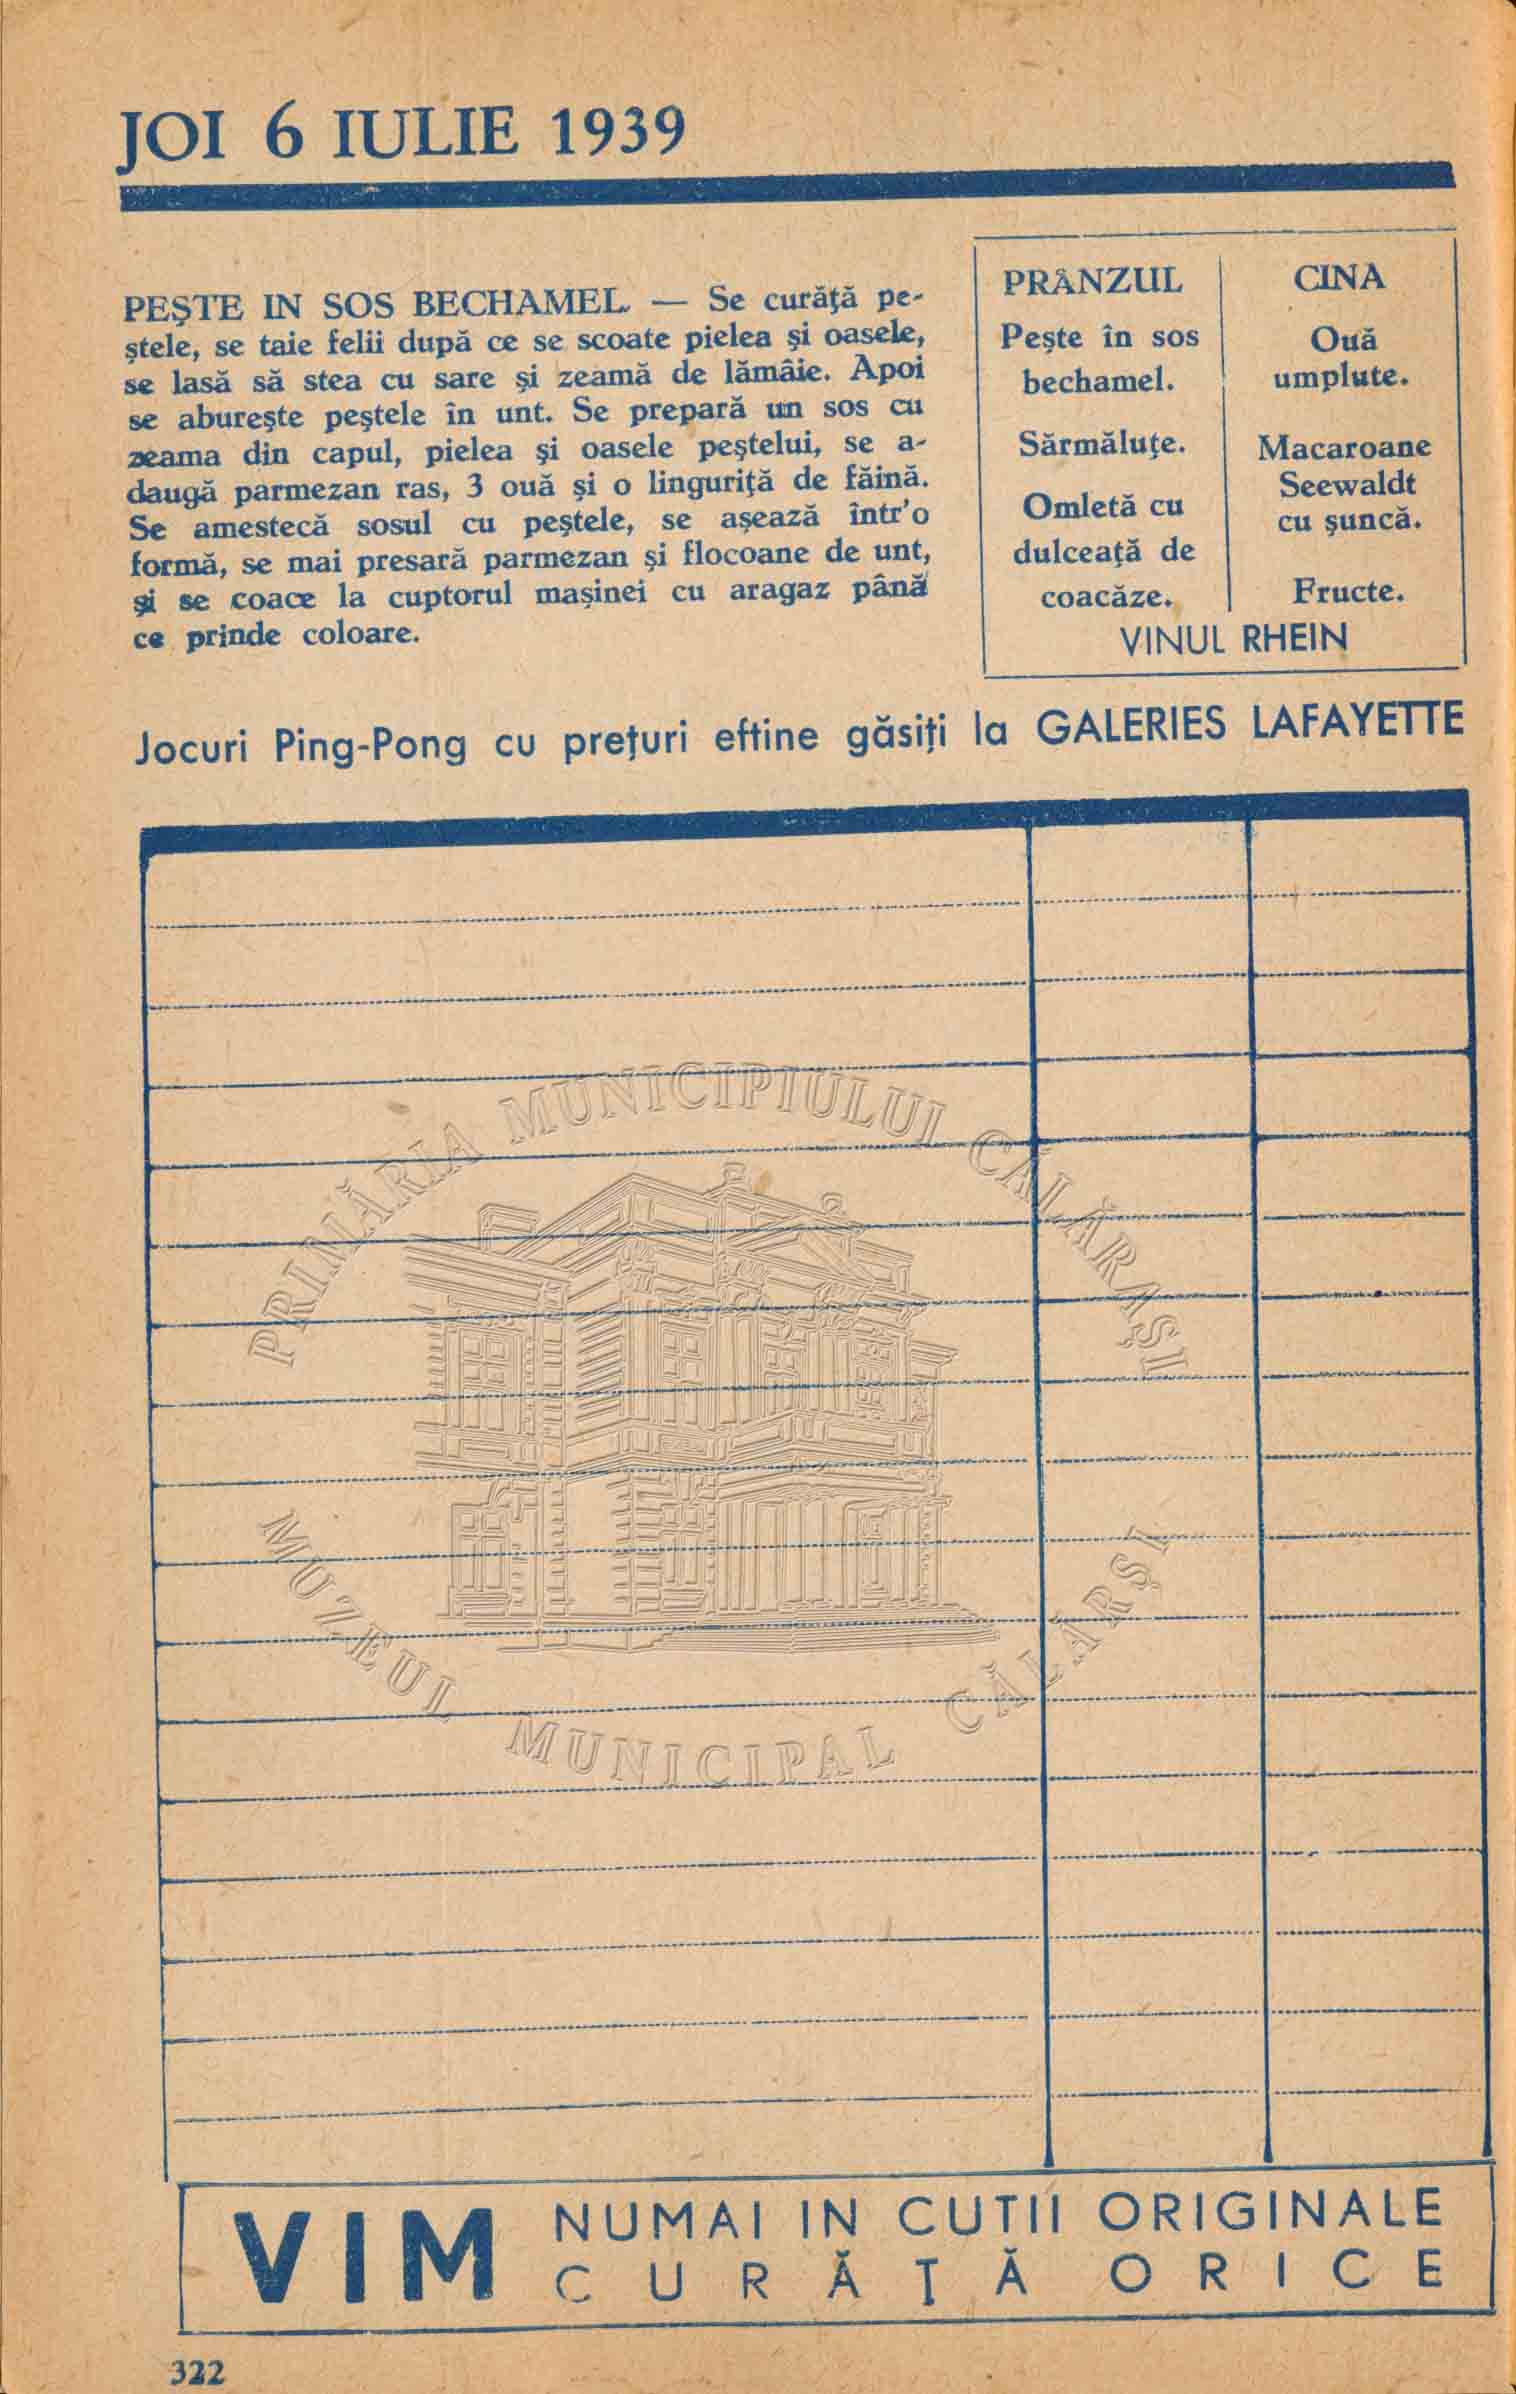 JOI 6 IULIE 1939
PEŞTE IN SOS BECHAMEL — Se curăţă pe-
ştele, se taie felii după ce se scoate pielea şi oasele,
se lasă să stea cu sare şi zeamă de lămâie. Apoi
se abureşte peştele în unt. Se prepară un sos cu
zeama din capul, pielea şi oasele peştelui, se a-
daugă parmezan ras, 3 ouă şi o linguriţă de făină.
Se amestecă sosul cu peştele, se aşează într'o
formă, se mai presară parmezan şi flocoane de unt,
şi se coace la cuptorul maşinei cu aragaz până
ce prinde coloare.
PRÂNZUL
Peşte în sos
bechamel.
Sărmăluţe.
Omletă cu
dulceaţă de
coacăze.
CINA
Ouă
umplute.
Macaroane
Seewaldt
cu şuncă.
Fructe.
VINUL RHEIN
Jocuri Ping-Pong cu preţuri eftine găsiţi la GALERIES LAFAYETTE
PRIMĂRIA MUNICIPIULUI CĂLĂRAŞI
MUZEUL MUNICIPAL CĂLĂRŞI
VIM NUMAI IN CUTII ORIGINALE
CURĂŢĂ ORICE
322